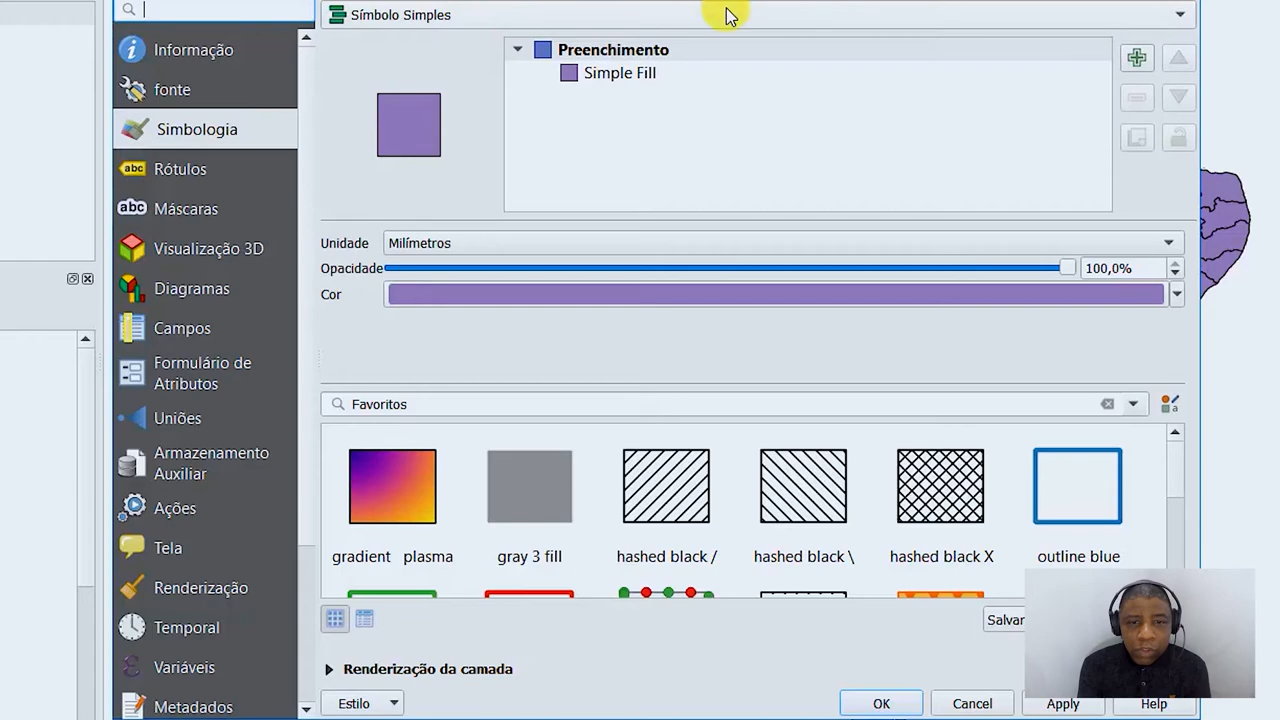 Informação
fonte
Simbologia
abc Rótulos
abc Máscaras
Visualização 3D
Diagramas
Campos
Formulário de
Atributos
Uniões
Armazenamento
Auxiliar
Ações
Tela
Renderização
Temporal
ε Variáveis
Metadados
Símbolo Simples
Preenchimento
Simple Fill
Unidade Milímetros
Opacidade 100,0%
Cor
Favoritos
gradient plasma
gray 3 fill
hashed black /
hashed black \
hashed black X
outline blue
Salvar
Renderização da camada
Estilo
OK
Cancel
Apply
Help